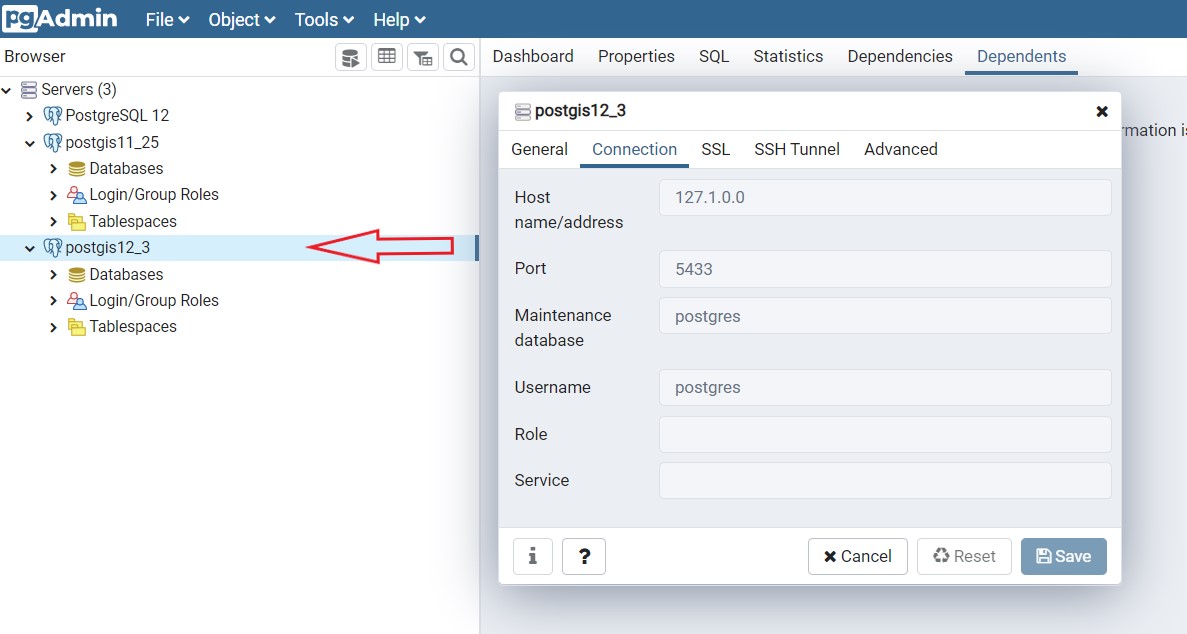 pgAdmin File Object Tools Help
Browser
Dashboard Properties SQL Statistics Dependencies Dependents
Servers (3)
PostgreSQL 12
postgis11_25
Databases
Login/Group Roles
Tablespaces
postgis12_3
Databases
Login/Group Roles
Tablespaces
rmation is
postgis12_3
General Connection SSL SSH Tunnel Advanced
Host
name/address
127.1.0.0
Port 5433
Maintenance
database
postgres
Username postgres
Role
Service
i ? Cancel Reset Save